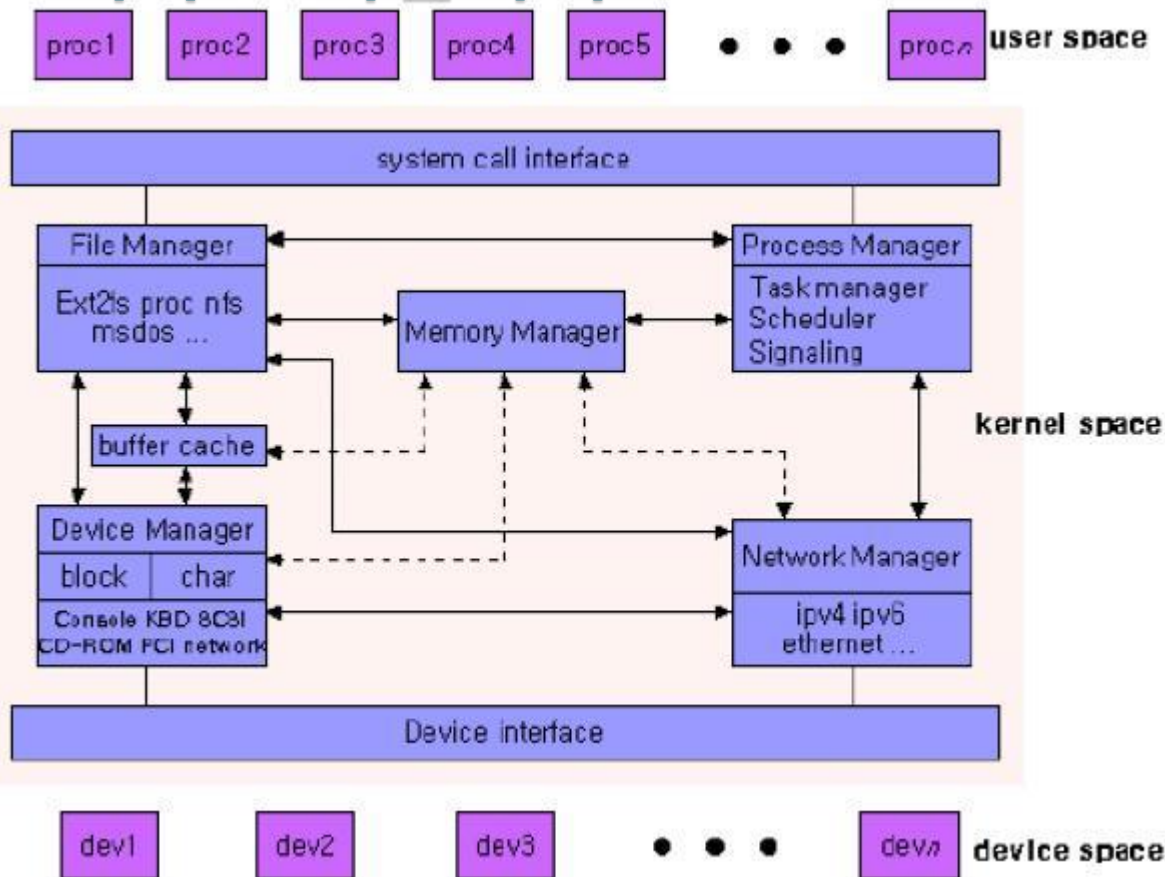 proc1 proc2 proc3 proc4 proc5 • • • procn user space
system call interface
File Manager
Ext2fs proc nfs
msdos ...
Memory Manager
Process Manager
Task manager
Scheduler
Signaling
buffer cache
kernel space
Device Manager
block char
Console KBD SCSI
CD-ROM PCI network
Network Manager
ipv4 ipv6
ethernet ...
Device interface
dev1 dev2 dev3 • • • devn device space